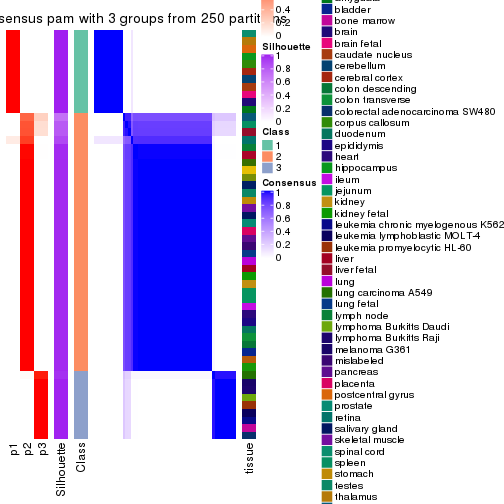 sensus pam with 3 groups from 250 partitions
0.4
0.2
0
Silhouette
1
0.8
0.6
0.4
0.2
0
Class
1
2
3
Consensus
1
0.8
0.6
0.4
0.2
0
p1
p2
p3
Silhouette
Class
tissue
bladder
bone marrow
brain
brain fetal
caudate nucleus
cerebellum
cerebral cortex
colon descending
colon transverse
colorectal adenocarcinoma SW480
corpus callosum
duodenum
epididymis
heart
hippocampus
ileum
jejunum
kidney
kidney fetal
leukemia chronic myelogenous K562
leukemia lymphoblastic MOLT-4
leukemia promyelocytic HL-60
liver
liver fetal
lung
lung carcinoma A549
lung fetal
lymph node
lymphoma Burkitts Daudi
lymphoma Burkitts Raji
melanoma G361
mislabeled
pancreas
placenta
postcentral gyrus
prostate
retina
salivary gland
skeletal muscle
spinal cord
spleen
stomach
testes
thalamus